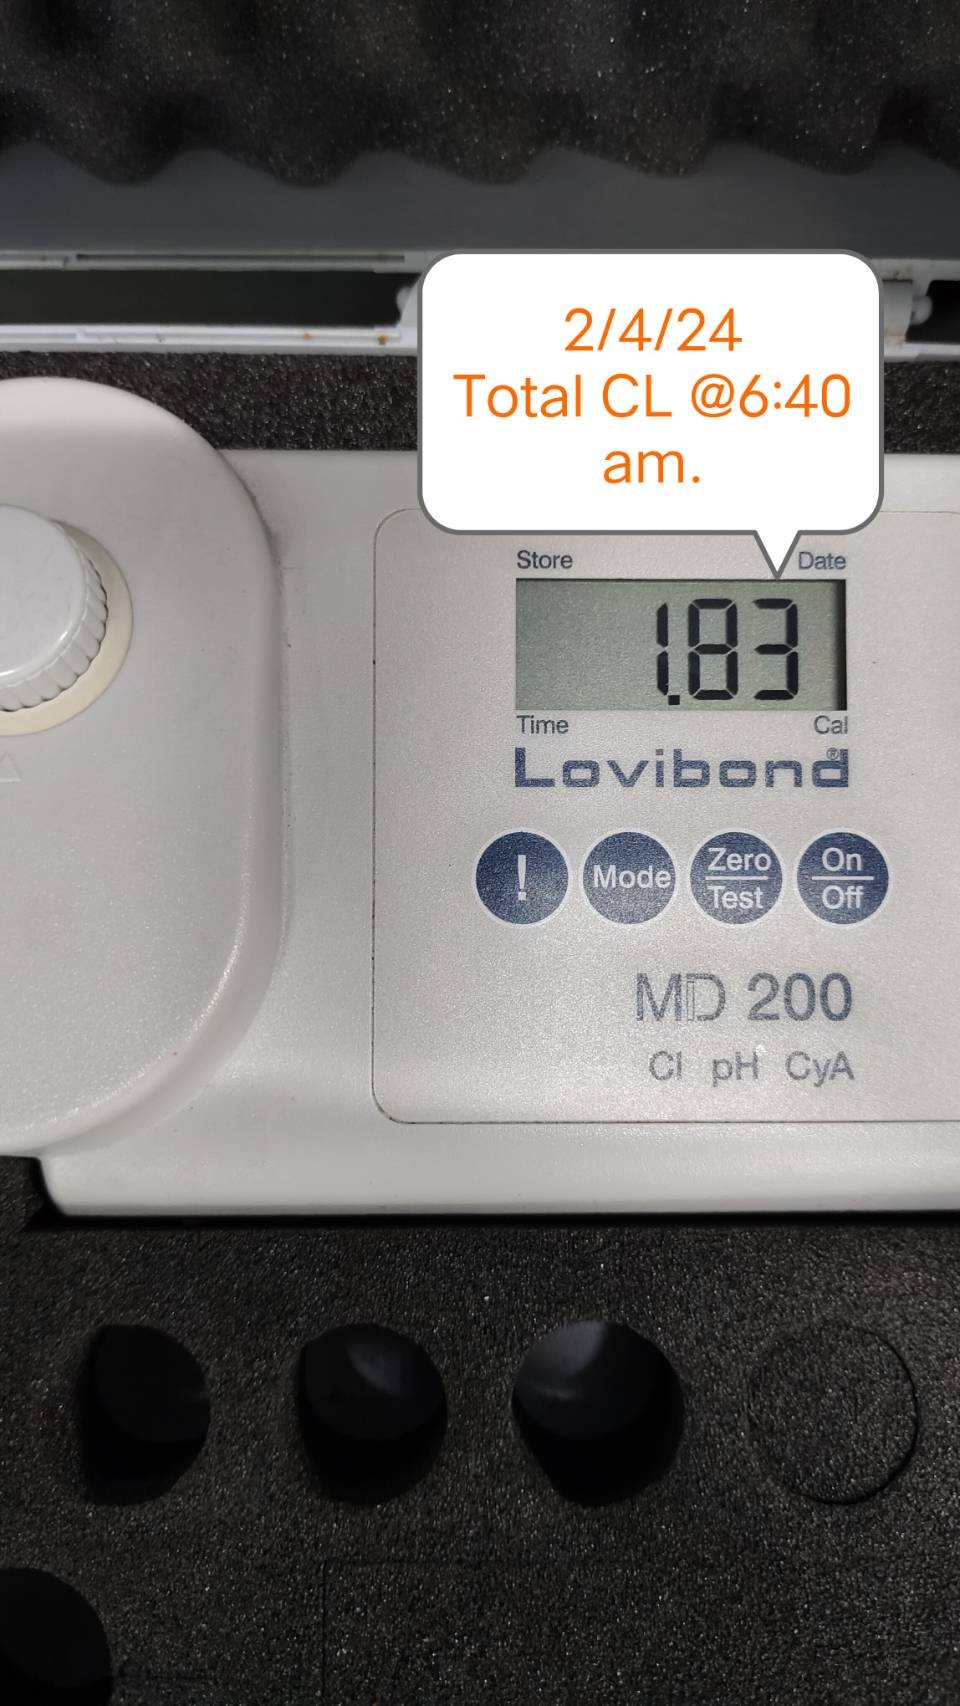 2/4/24
Total CL @6:40
am.
Store Date
1.83
Time Cal
Lovibond®
! Mode Zero Test On Off
MD 200
Cl pH CyA